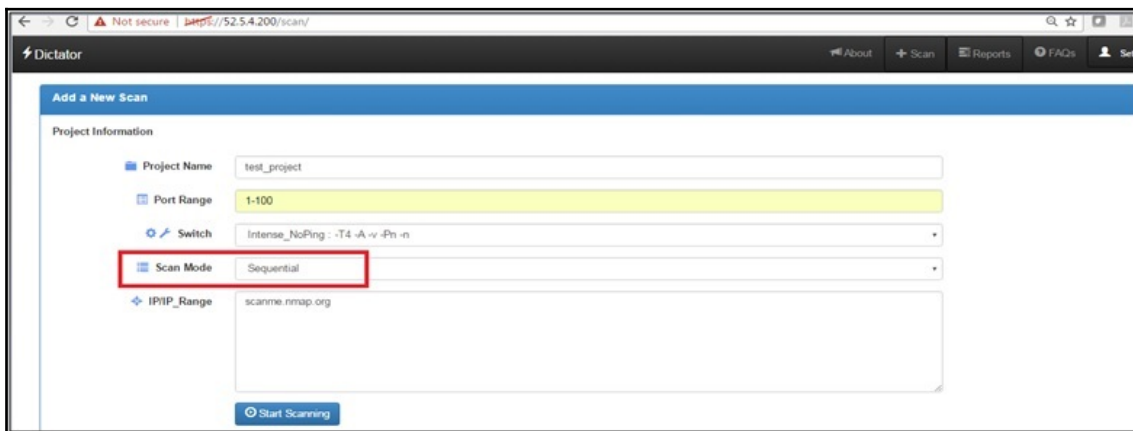 Not secure | https://52.5.4.200/scan/
Dictator
About
Scan
Reports
FAQs
Add a New Scan
Project Information
Project Name
test_project
Port Range
1-100
Switch
Intense_NoPing : -T4 -A -v -Pn -n
Scan Mode
Sequential
IP/IP_Range
scanme.nmap.org
Start Scanning